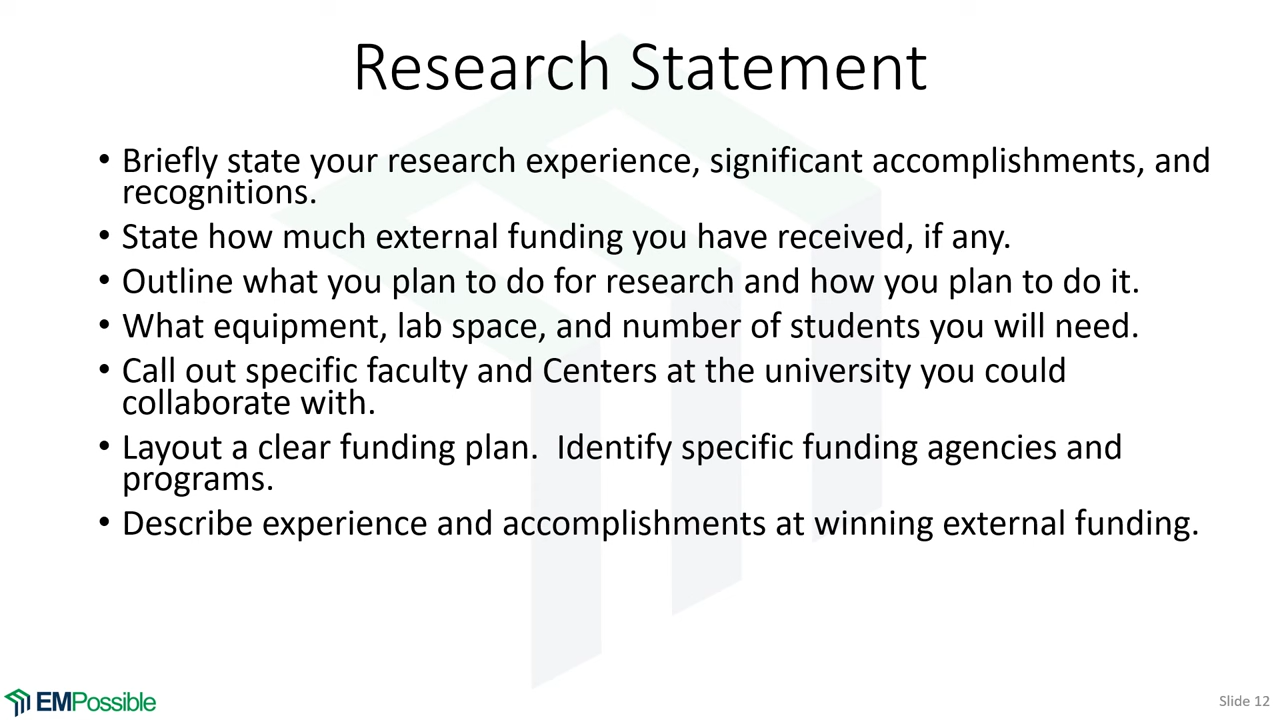 Research Statement
• Briefly state your research experience, significant accomplishments, and
recognitions.
• State how much external funding you have received, if any.
• Outline what you plan to do for research and how you plan to do it.
• What equipment, lab space, and number of students you will need.
• Call out specific faculty and Centers at the university you could
collaborate with.
• Layout a clear funding plan.  Identify specific funding agencies and
programs.
• Describe experience and accomplishments at winning external funding.
EMPossible
Slide 12